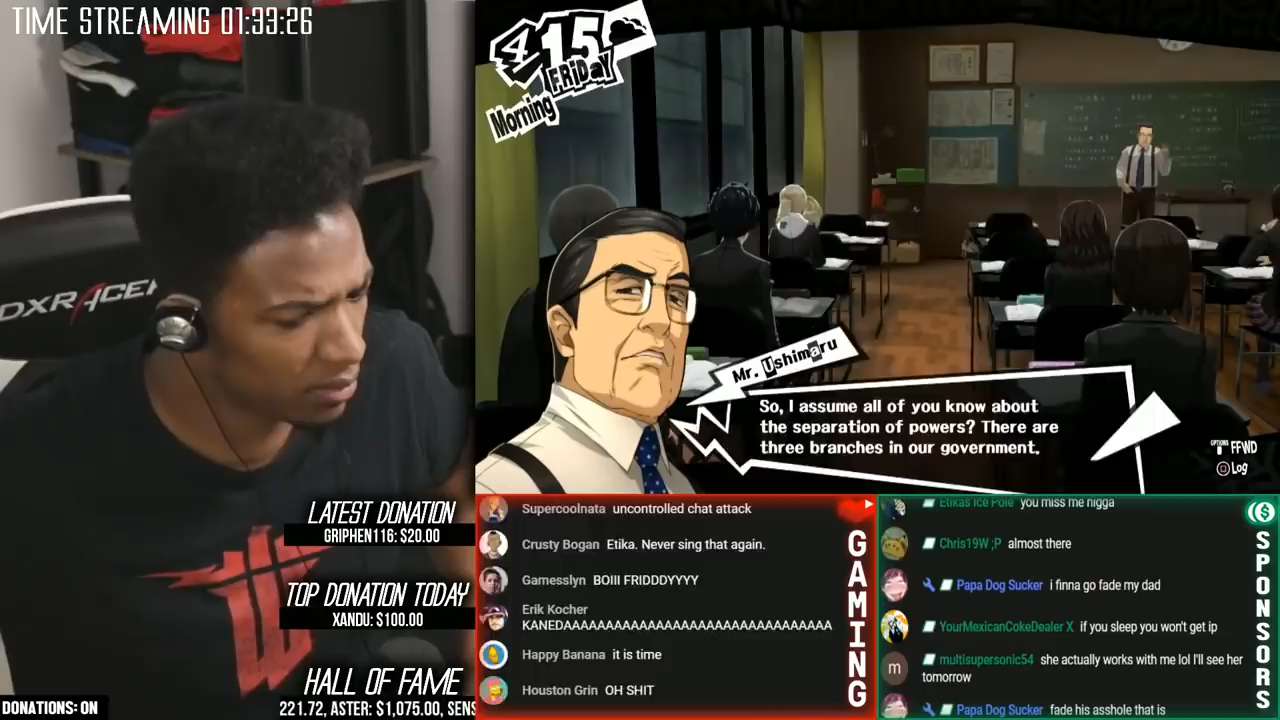 TIME STREAMING 01:33:26
DXRACER
LATEST DONATION
GRIPHEN116: $20.00
TOP DONATION TODAY
XANDU: $100.00
HALL OF FAME
221.72, ASTER: $1,075.00, SENS
DONATIONS: ON
4 15
FRiDaY
Morning
Mr. Ushimaru
So, I assume all of you know about
the separation of powers? There are
three branches in our government.
OPTIONS FFWD
Log
Supercoolnata uncontrolled chat attack
Crusty Bogan Etika. Never sing that again.
Gamesslyn BOIII FRIDDDYYYY
Erik Kocher
KANEDAAAAAAAAAAAAAAAAAAAAAAAAAAAAAAAA
Happy Banana it is time
Houston Grin OH SHIT
GAMING
Etikas Ice Pole you miss me nigga
Chris19W ;P almost there
Papa Dog Sucker i finna go fade my dad
YourMexicanCokeDealer X if you sleep you won't get ip
m multisupersonic54 she actually works with me lol I'll see her
tomorrow
Papa Dog Sucker fade his asshole that is
SPONSORS